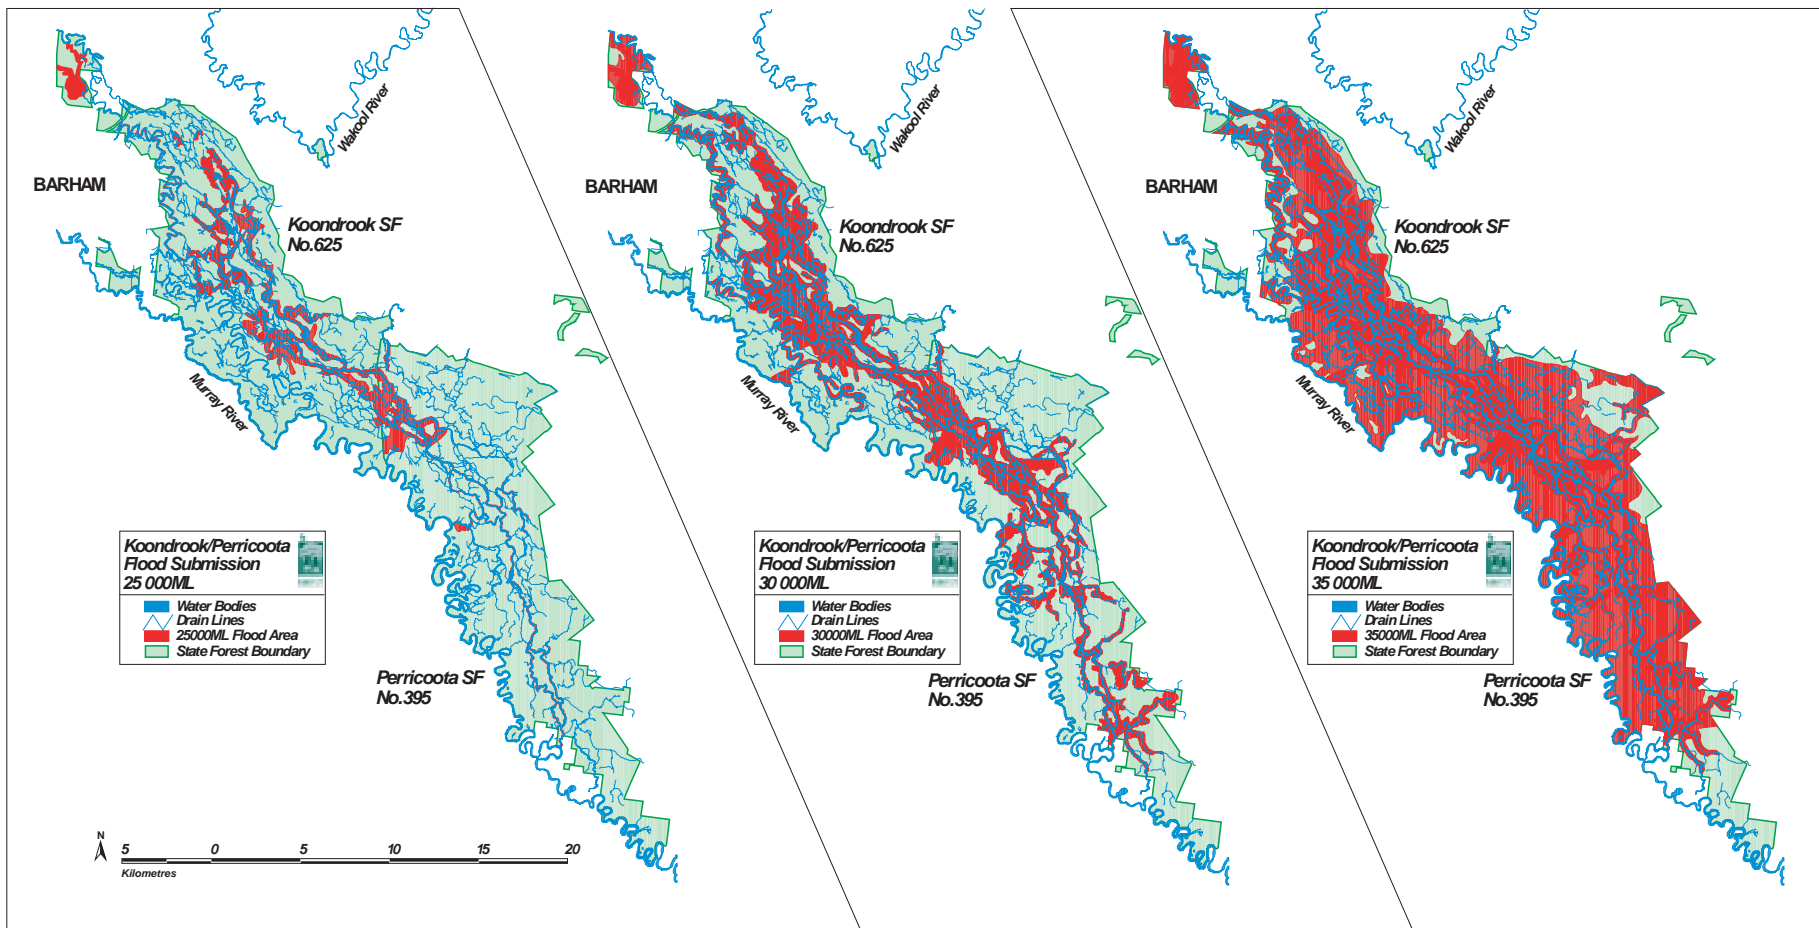 Wakool River
BARHAM
Koondrook SF
No.625
Murray River
Koondrook/Perricoota
Flood Submission
25 000ML
Water Bodies
Drain Lines
25000ML Flood Area
State Forest Boundary
Perricoota SF
No.395
N
5 0 5 10 15 20
Kilometres
Wakool River
BARHAM
Koondrook SF
No.625
Murray River
Koondrook/Perricoota
Flood Submission
30 000ML
Water Bodies
Drain Lines
30000ML Flood Area
State Forest Boundary
Perricoota SF
No.395
Wakool River
BARHAM
Koondrook SF
No.625
Murray River
Koondrook/Perricoota
Flood Submission
35 000ML
Water Bodies
Drain Lines
35000ML Flood Area
State Forest Boundary
Perricoota SF
No.395